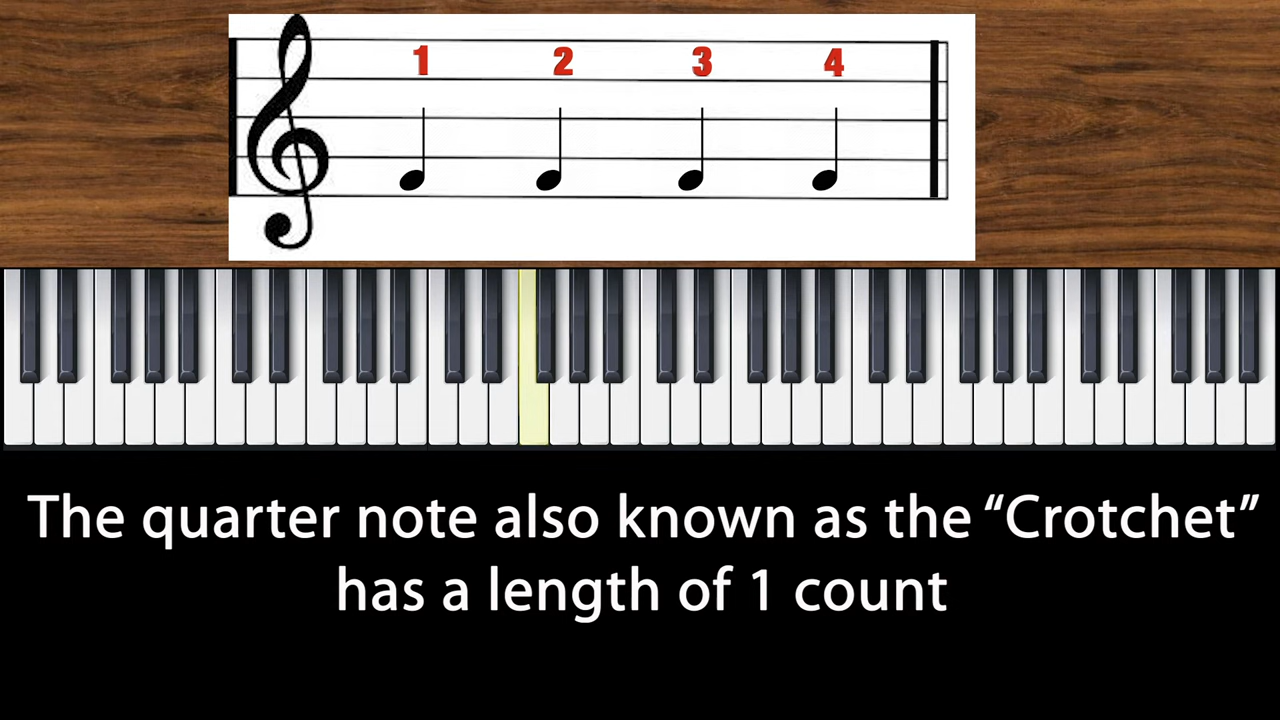 1 2 3 4
The quarter note also known as the “Crotchet”
has a length of 1 count